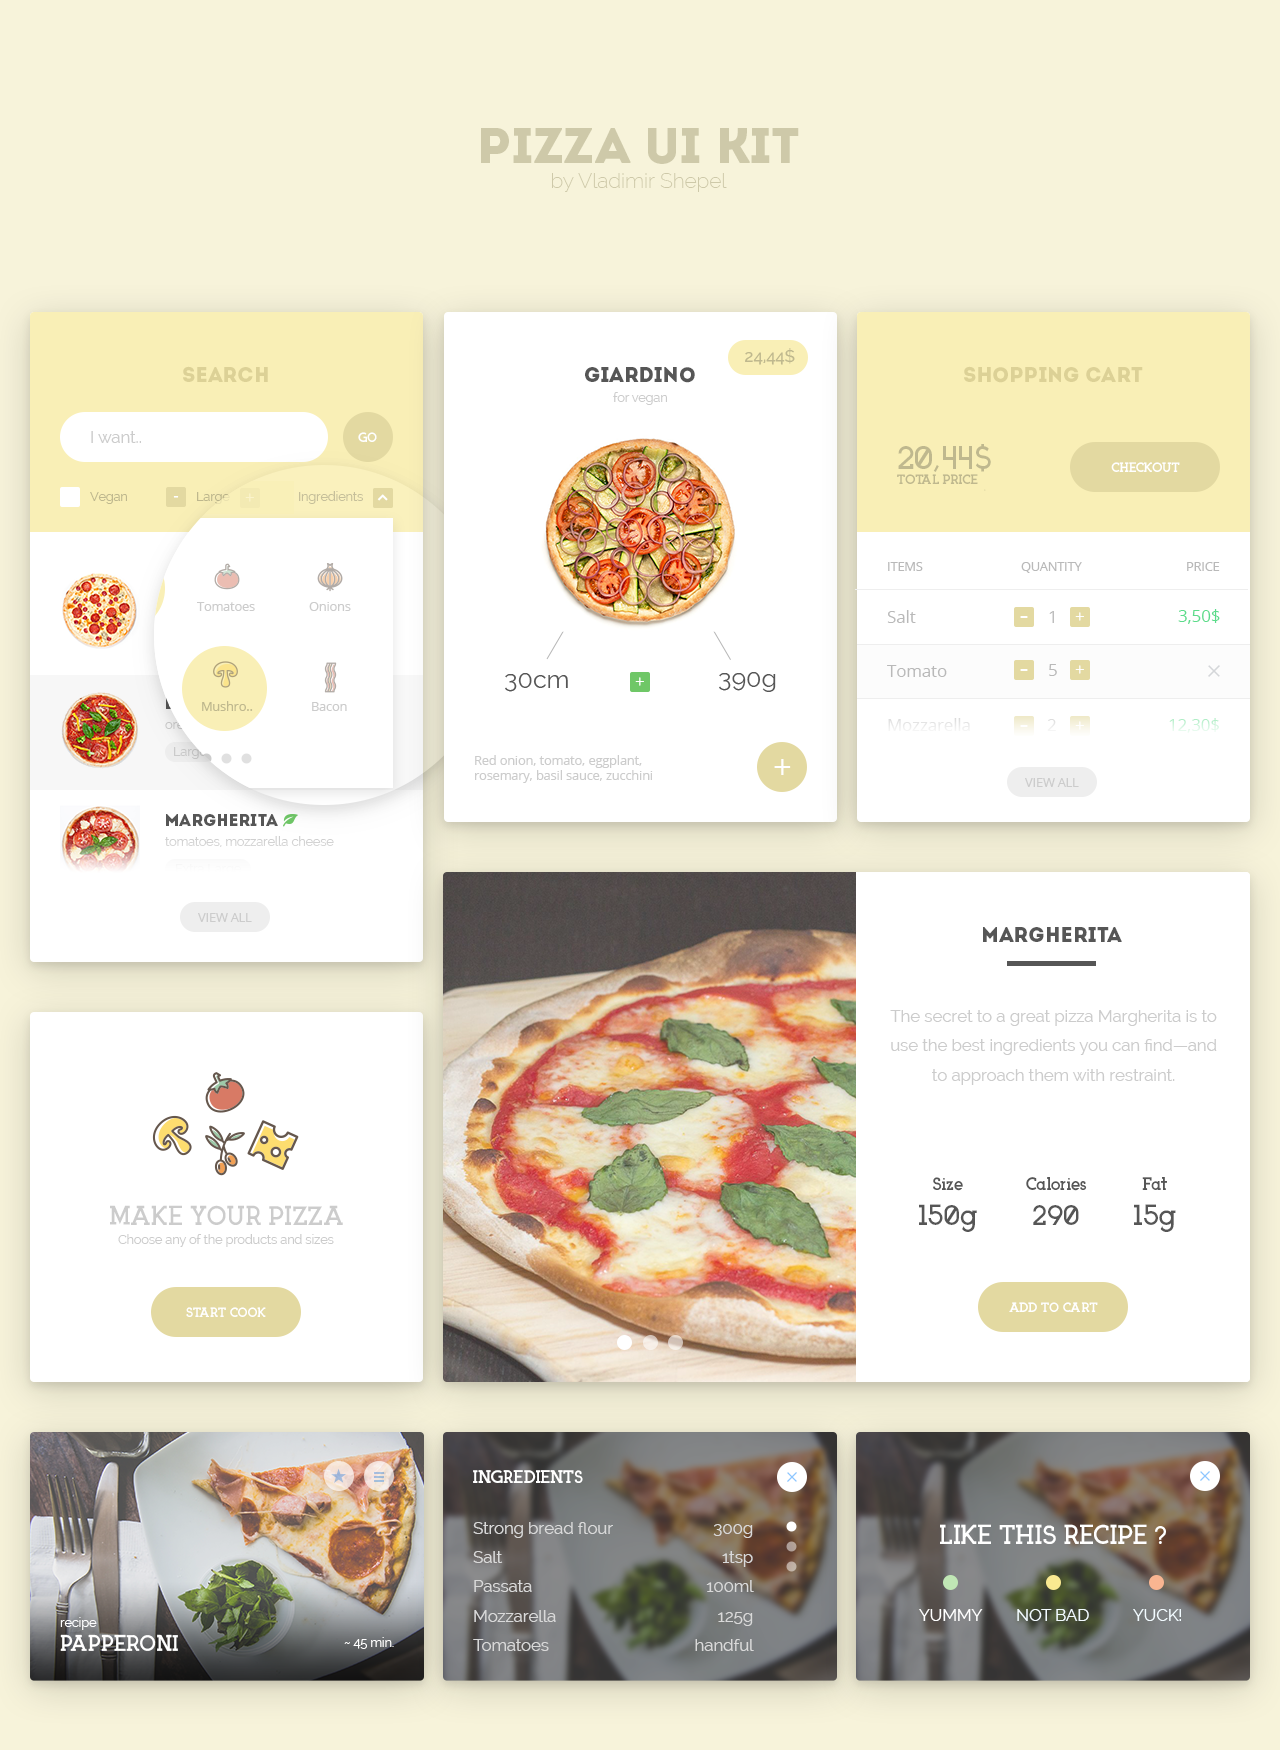 PIZZA UI KIT
by Vladimir Shepel
SEARCH
I want..
GO
Vegan
-
Large
+
Ingredients
Tomatoes
Onions
Mushro..
Bacon
Large
MARGHERITA
tomatoes, mozzarella cheese
VIEW ALL
24,44$
GIARDINO
for vegan
30cm
+
390g
Red onion, tomato, eggplant,
rosemary, basil sauce, zucchini
+
SHOPPING CART
20,44$
TOTAL PRICE
CHECKOUT
ITEMS QUANTITY PRICE
Salt - 1 + 3,50$
Tomato - 5 +
Mozzarella - 2 + 12,30$
VIEW ALL
MAKE YOUR PIZZA
Choose any of the products and sizes
START COOK
MARGHERITA
The secret to a great pizza Margherita is to
use the best ingredients you can find—and
to approach them with restraint.
Size Calories Fat
150g 290 15g
ADD TO CART
recipe
PAPPERONI
~ 45 min.
INGREDIENTS
Strong bread flour 300g
Salt 1tsp
Passata 100ml
Mozzarella 125g
Tomatoes handful
LIKE THIS RECIPE ?
YUMMY NOT BAD YUCK!